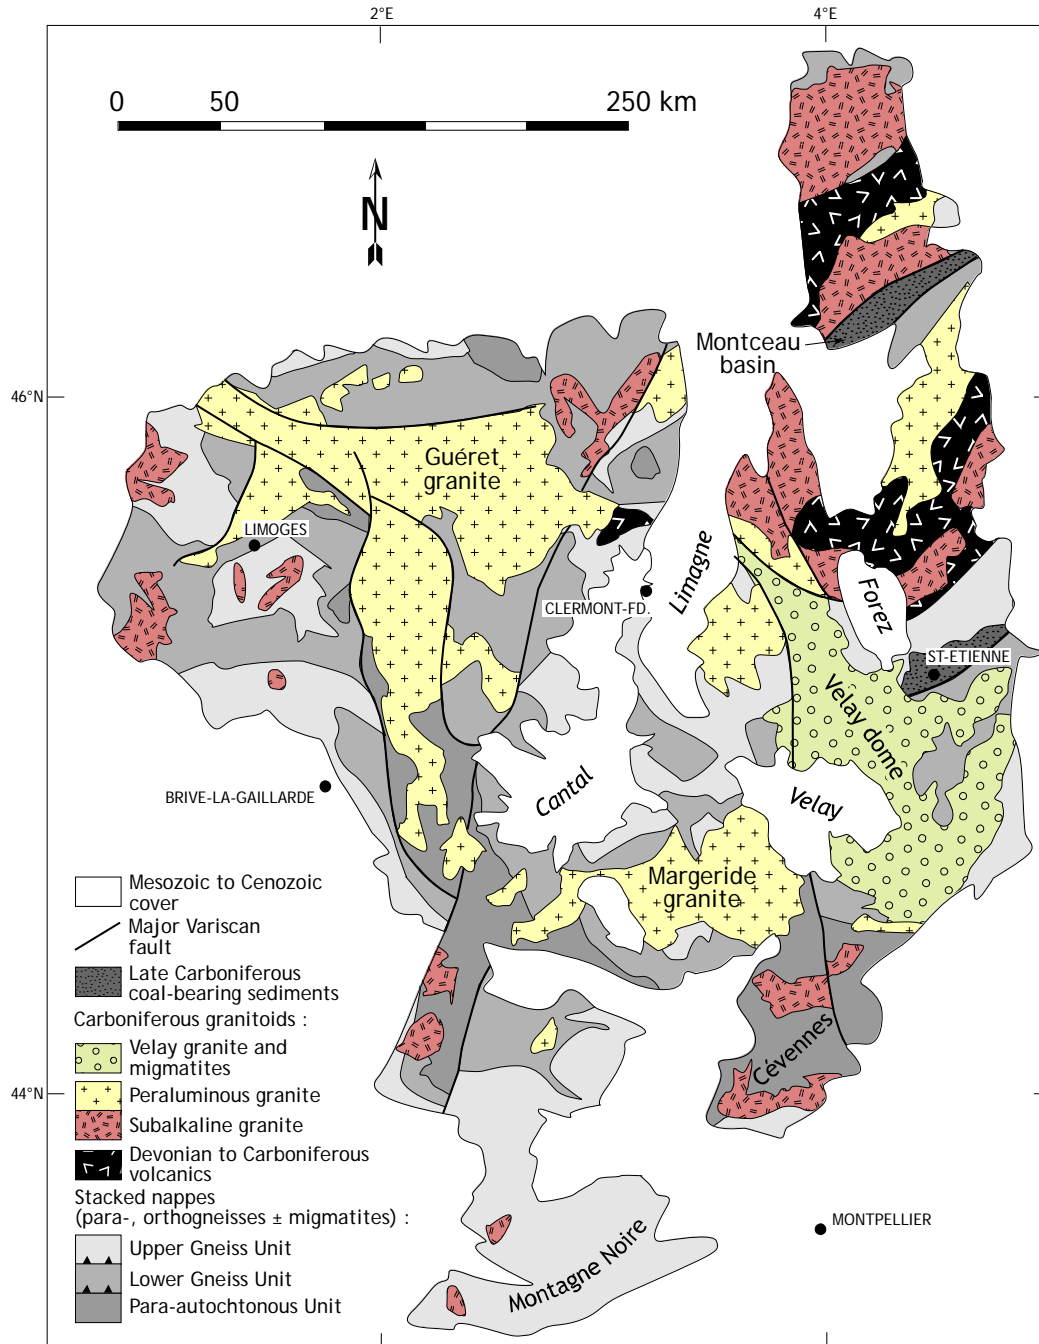 2°E
4°E
0
50
250 km
N
Montceau
basin
46°N
Guéret
granite
LIMOGES
Limagne
CLERMONT-FD.
Forez
ST-ETIENNE
Velay dome
BRIVE-LA-GAILLARDE
Cantal
Velay
Margeride
granite
Mesozoic to Cenozoic
cover
Major Variscan
fault
Late Carboniferous
coal-bearing sediments
Carboniferous granitoids :
Velay granite and
migmatites
Cévennes
44°N
Peraluminous granite
Subalkaline granite
Devonian to Carboniferous
volcanics
Stacked nappes
(para-, orthogneisses ± migmatites) :
Upper Gneiss Unit
Lower Gneiss Unit
Para-autochtonous Unit
MONTPELLIER
Montagne Noire